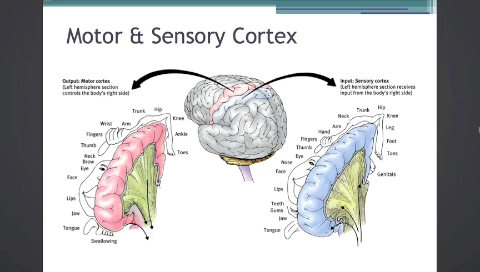 Motor & Sensory Cortex
Output: Motor cortex
(Left hemisphere section
controls the body's right side)
Input: Sensory cortex
(Left hemisphere section receives
input from the body's right side)
Trunk
Hip
Wrist
Arm
Knee
Fingers
Ankle
Thumb
Toes
Neck
Brow
Eye
Face
Lips
Jaw
Tongue
Swallowing
Trunk
Hip
Neck
Knee
Arm
Hand
Leg
Fingers
Foot
Thumb
Toes
Eye
Nose
Face
Genitals
Lips
Teeth
Gums
Jaw
Tongue